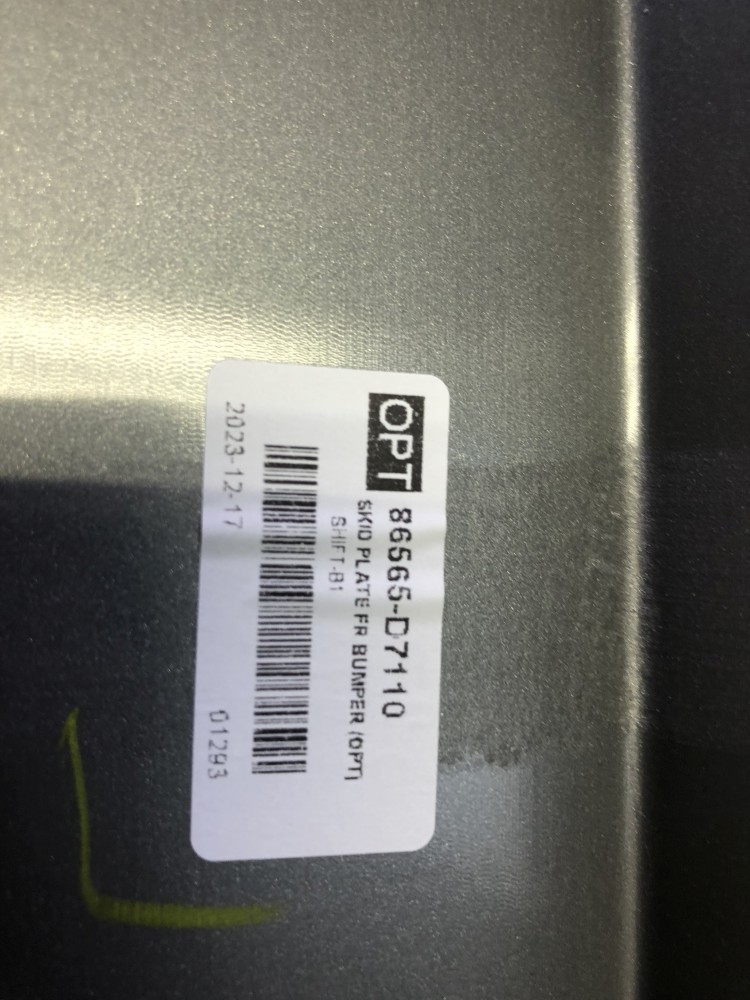 OPT 86565-D7110
SKID PLATE FR BUMPER (OPT)
SHIFT-B1
2023-12-17 01293